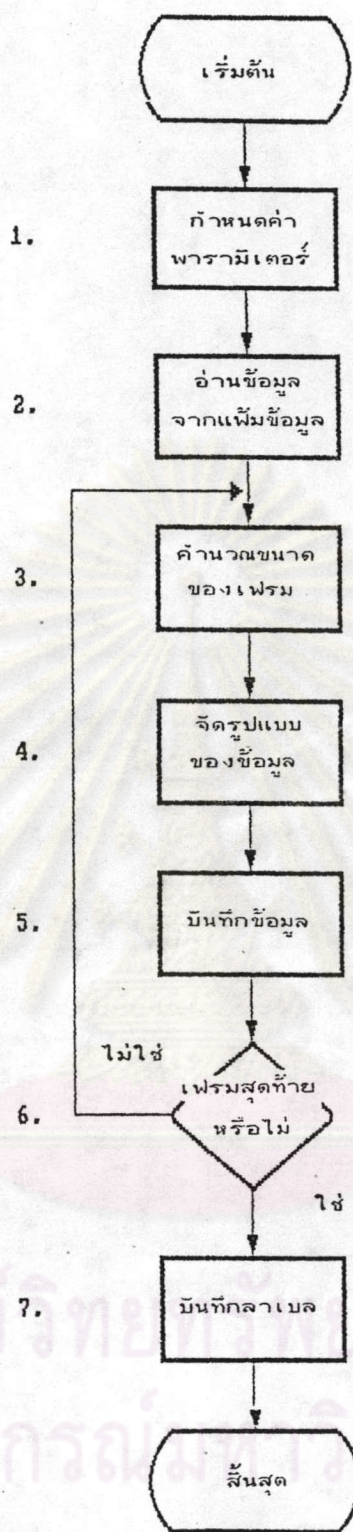 เริ่มต้น
1.
กำหนดค่า
พารามิเตอร์
2.
อ่านข้อมูล
จากแฟ้มข้อมูล
3.
คำนวณขนาด
ของเฟรม
4.
จัดรูปแบบ
ของข้อมูล
5.
บันทึกข้อมูล
ไม่ใช่
6.
เฟรมสุดท้าย
หรือไม่
ใช่
7.
บันทึกลาเบล
สิ้นสุด